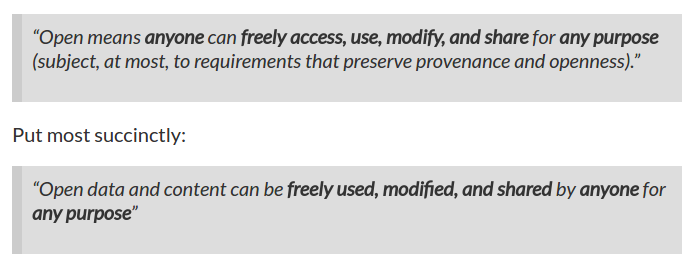 “Open means anyone can freely access, use, modify, and share for any purpose
(subject, at most, to requirements that preserve provenance and openness).”
Put most succinctly:
“Open data and content can be freely used, modified, and shared by anyone for
any purpose”